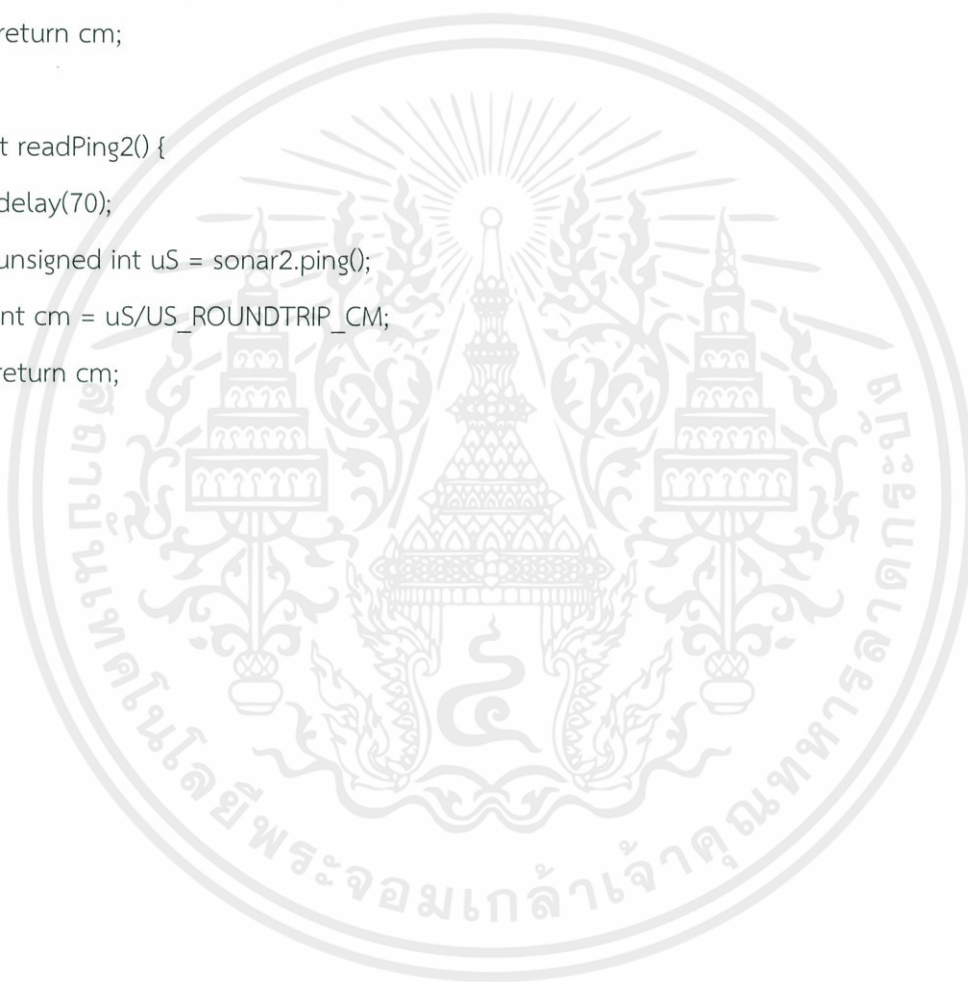 return cm;
t readPing2() {
delay(70);
unsigned int uS = sonar2.ping();
nt cm = uS/US_ROUNDTRIP_CM;
return cm;
สถาบันเทคโนโลยีพระจอมเกล้าเจ้าคุณทหารลาดกระบัง